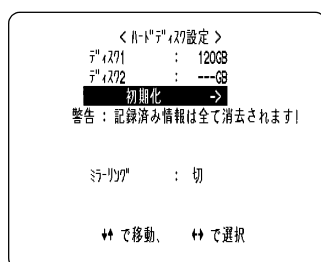 < ﾊｰﾄﾞﾃﾞｨｽｸ設定 >
ﾃﾞｨｽｸ1 : 120GB
ﾃﾞｨｽｸ2 : ---GB
初期化 ->
警告 : 記録済み情報は全て消去されます!
ﾐﾗｰﾘﾝｸﾞ : 切
↓↑ で移動、 ←→ で選択